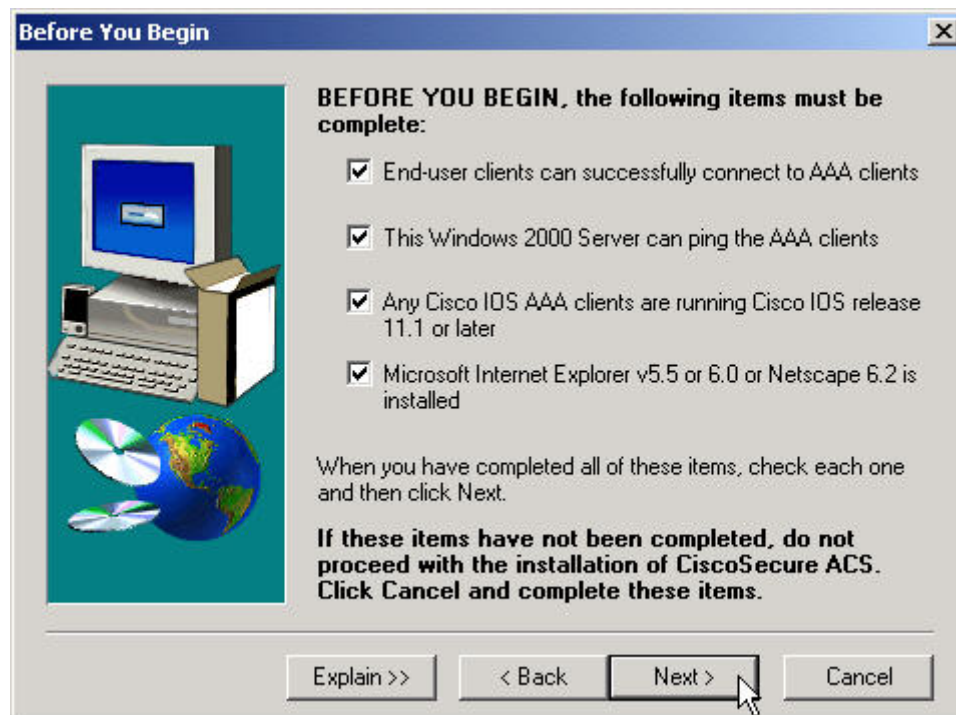 Before You Begin
BEFORE YOU BEGIN, the following items must be
complete:
End-user clients can successfully connect to AAA clients
This Windows 2000 Server can ping the AAA clients
Any Cisco IOS AAA clients are running Cisco IOS release
11.1 or later
Microsoft Internet Explorer v5.5 or 6.0 or Netscape 6.2 is
installed
When you have completed all of these items, check each one
and then click Next.
If these items have not been completed, do not
proceed with the installation of CiscoSecure ACS.
Click Cancel and complete these items.
Explain >>
< Back
Next >
Cancel